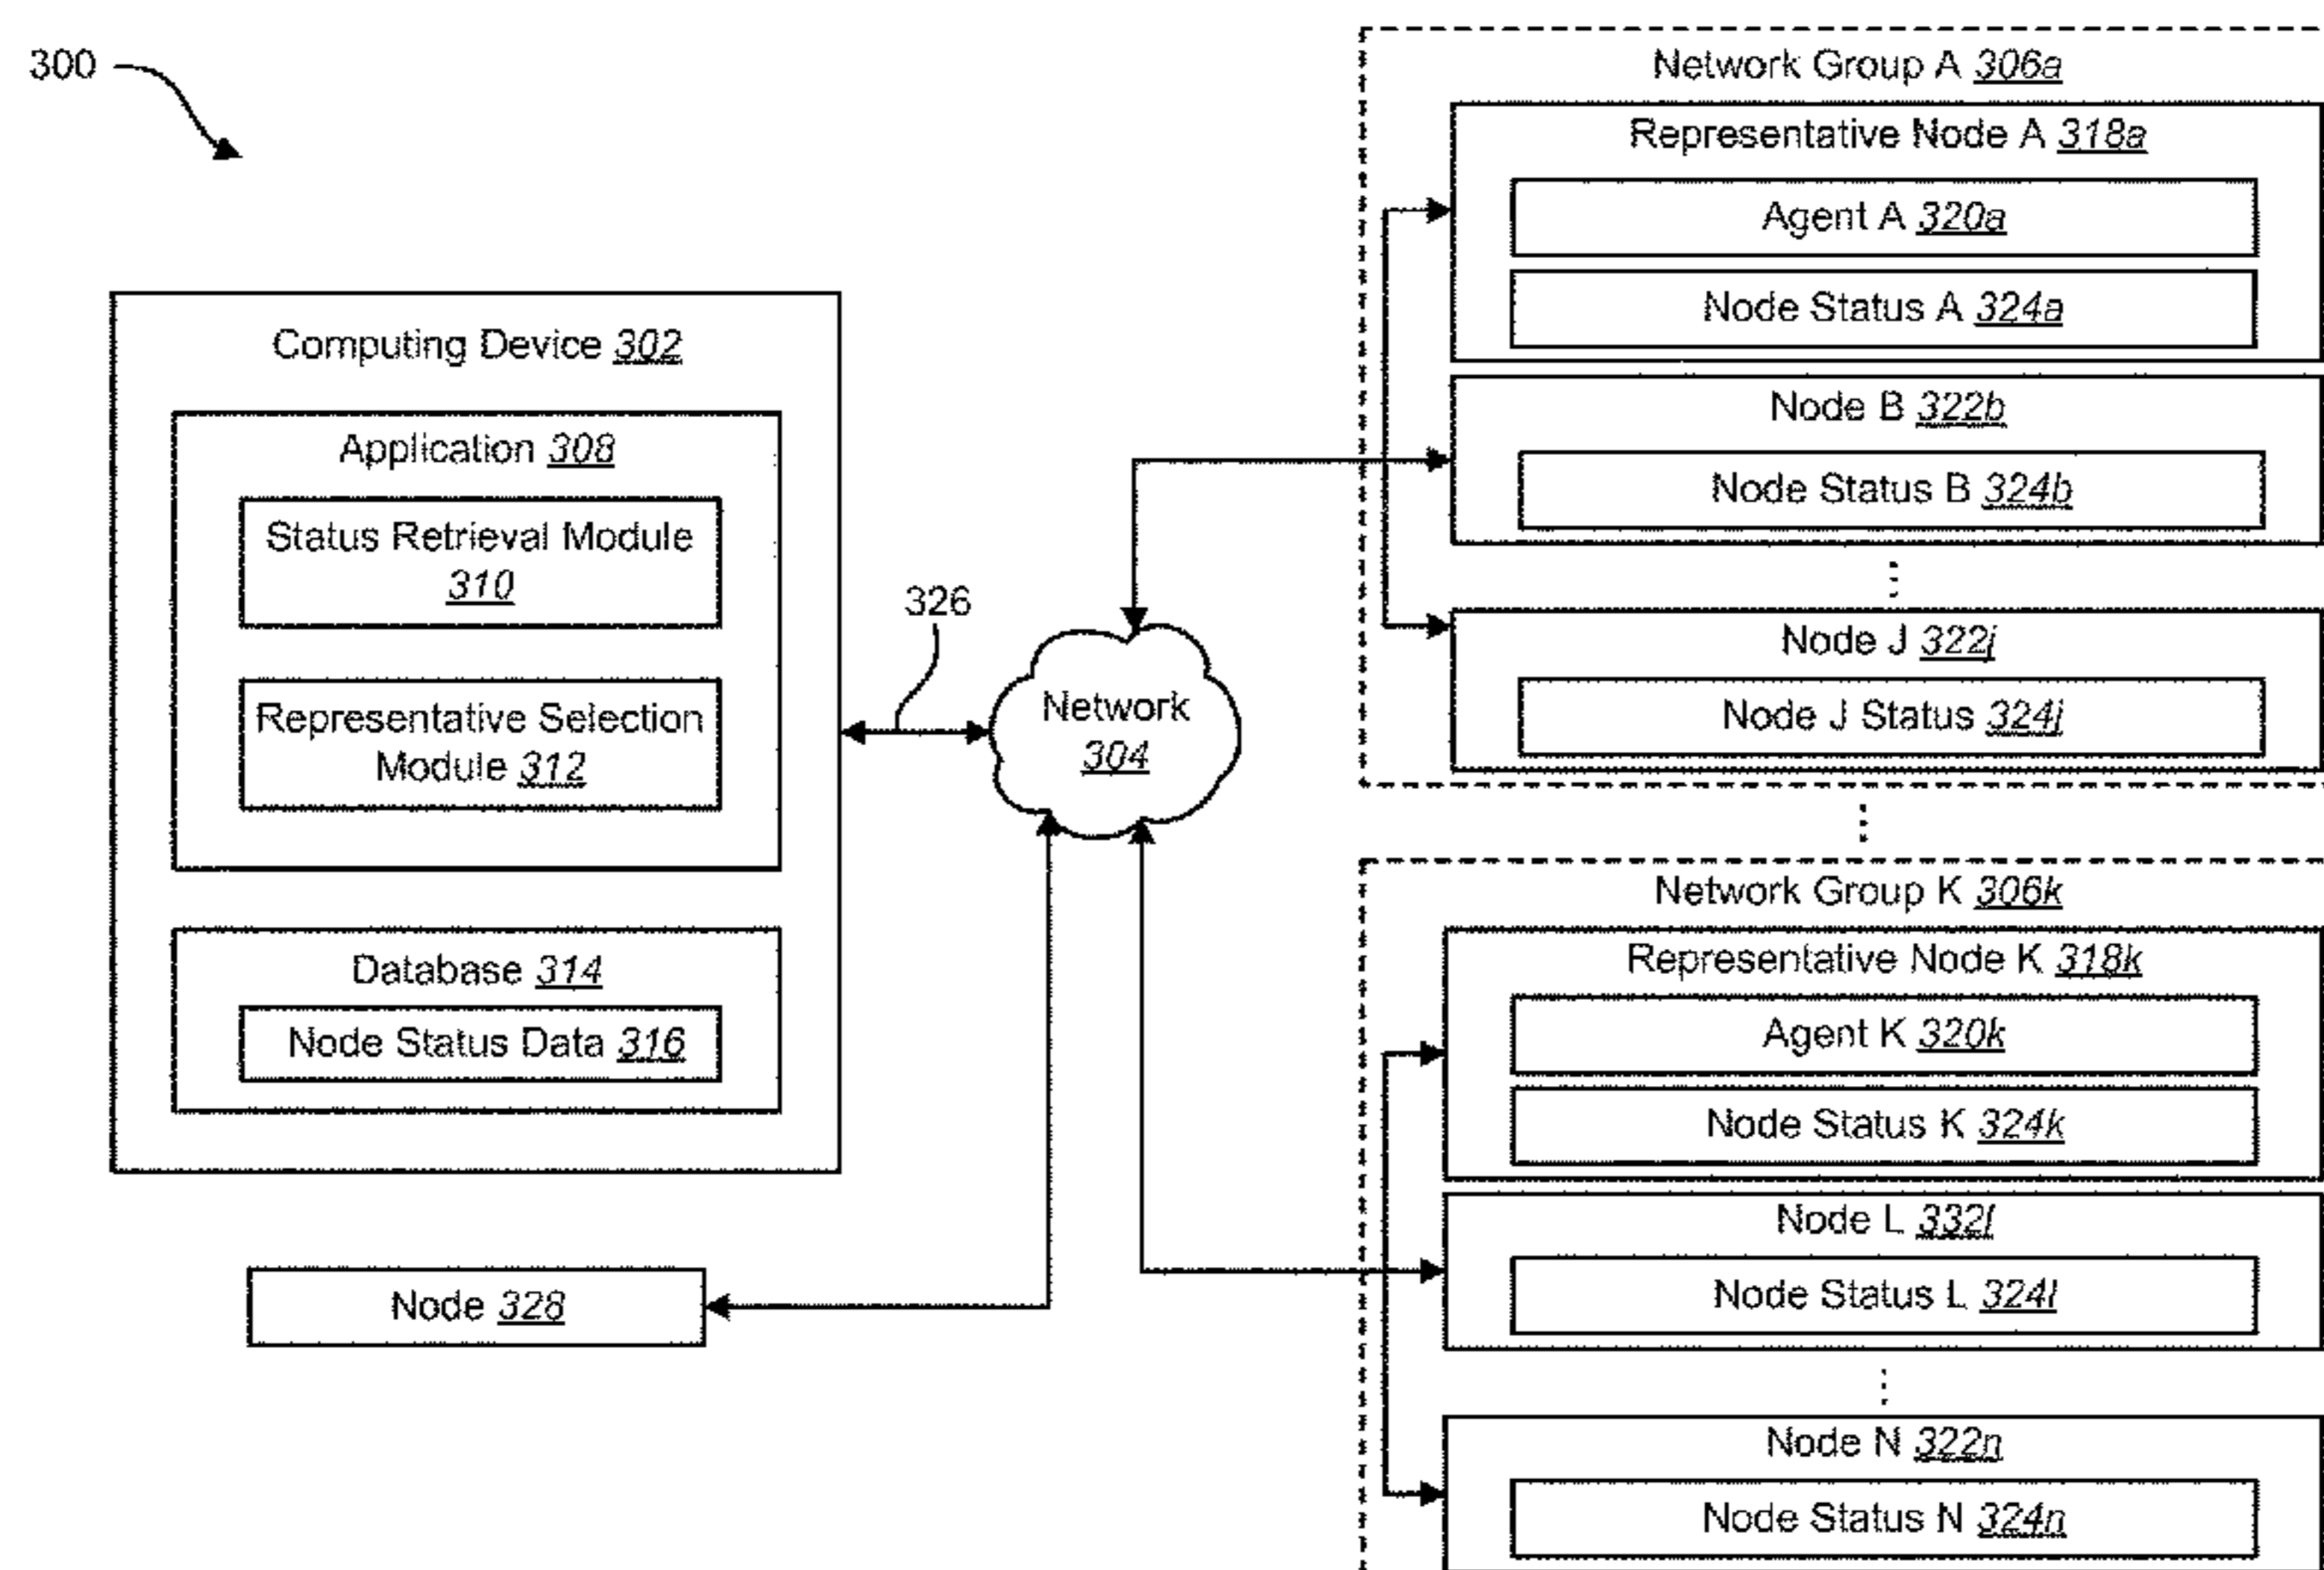 300
Computing Device 302
Application 308
Status Retrieval Module
310
Representative Selection
Module 312
Database 314
Node Status Data 316
Node 328
326
Network
304
Network Group A 306a
Representative Node A 318a
Agent A 320a
Node Status A 324a
Node B 322b
Node Status B 324b
⋮
Node J 322j
Node J Status 324j
⋮
Network Group K 306k
Representative Node K 318k
Agent K 320k
Node Status K 324k
Node L 332l
Node Status L 324l
⋮
Node N 322n
Node Status N 324n